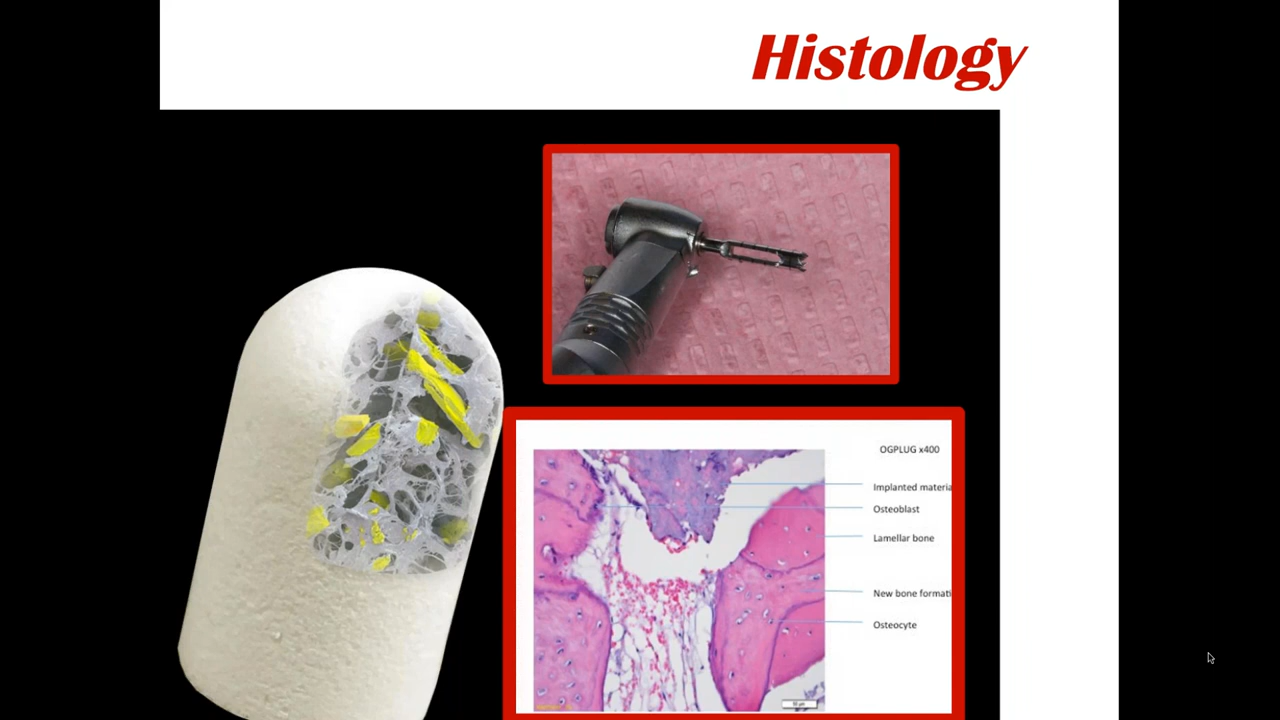 Histology
OGPLUG x400
Implanted materia
Osteoblast
Lamellar bone
New bone formati
Osteocyte